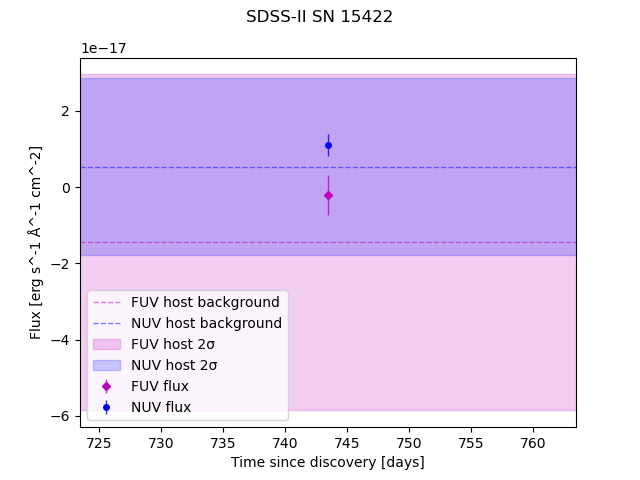 SDSS-II SN 15422
1e−17
2
0
−2
−4
−6
Flux [erg s^-1 Å^-1 cm^-2]
FUV host background
NUV host background
FUV host 2σ
NUV host 2σ
FUV flux
NUV flux
725 730 735 740 745 750 755 760
Time since discovery [days]